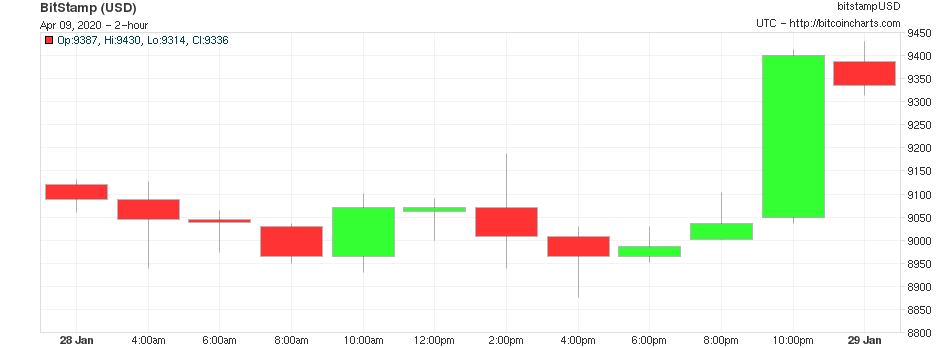 BitStamp (USD)
bitstampUSD
Apr 09, 2020 - 2-hour
UTC - http://bitcoincharts.com
Op:9387, Hi:9430, Lo:9314, Cl:9336
9450
9400
9350
9300
9250
9200
9150
9100
9050
9000
8950
8900
8850
8800
28 Jan 4:00am 6:00am 8:00am 10:00am 12:00pm 2:00pm 4:00pm 6:00pm 8:00pm 10:00pm 29 Jan